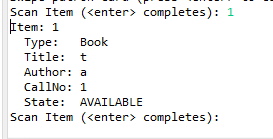 Scan Item (<enter> completes): 1
Item: 1
  Type:   Book
  Title:  t
  Author: a
  CallNo: 1
  State:  AVAILABLE
Scan Item (<enter> completes):